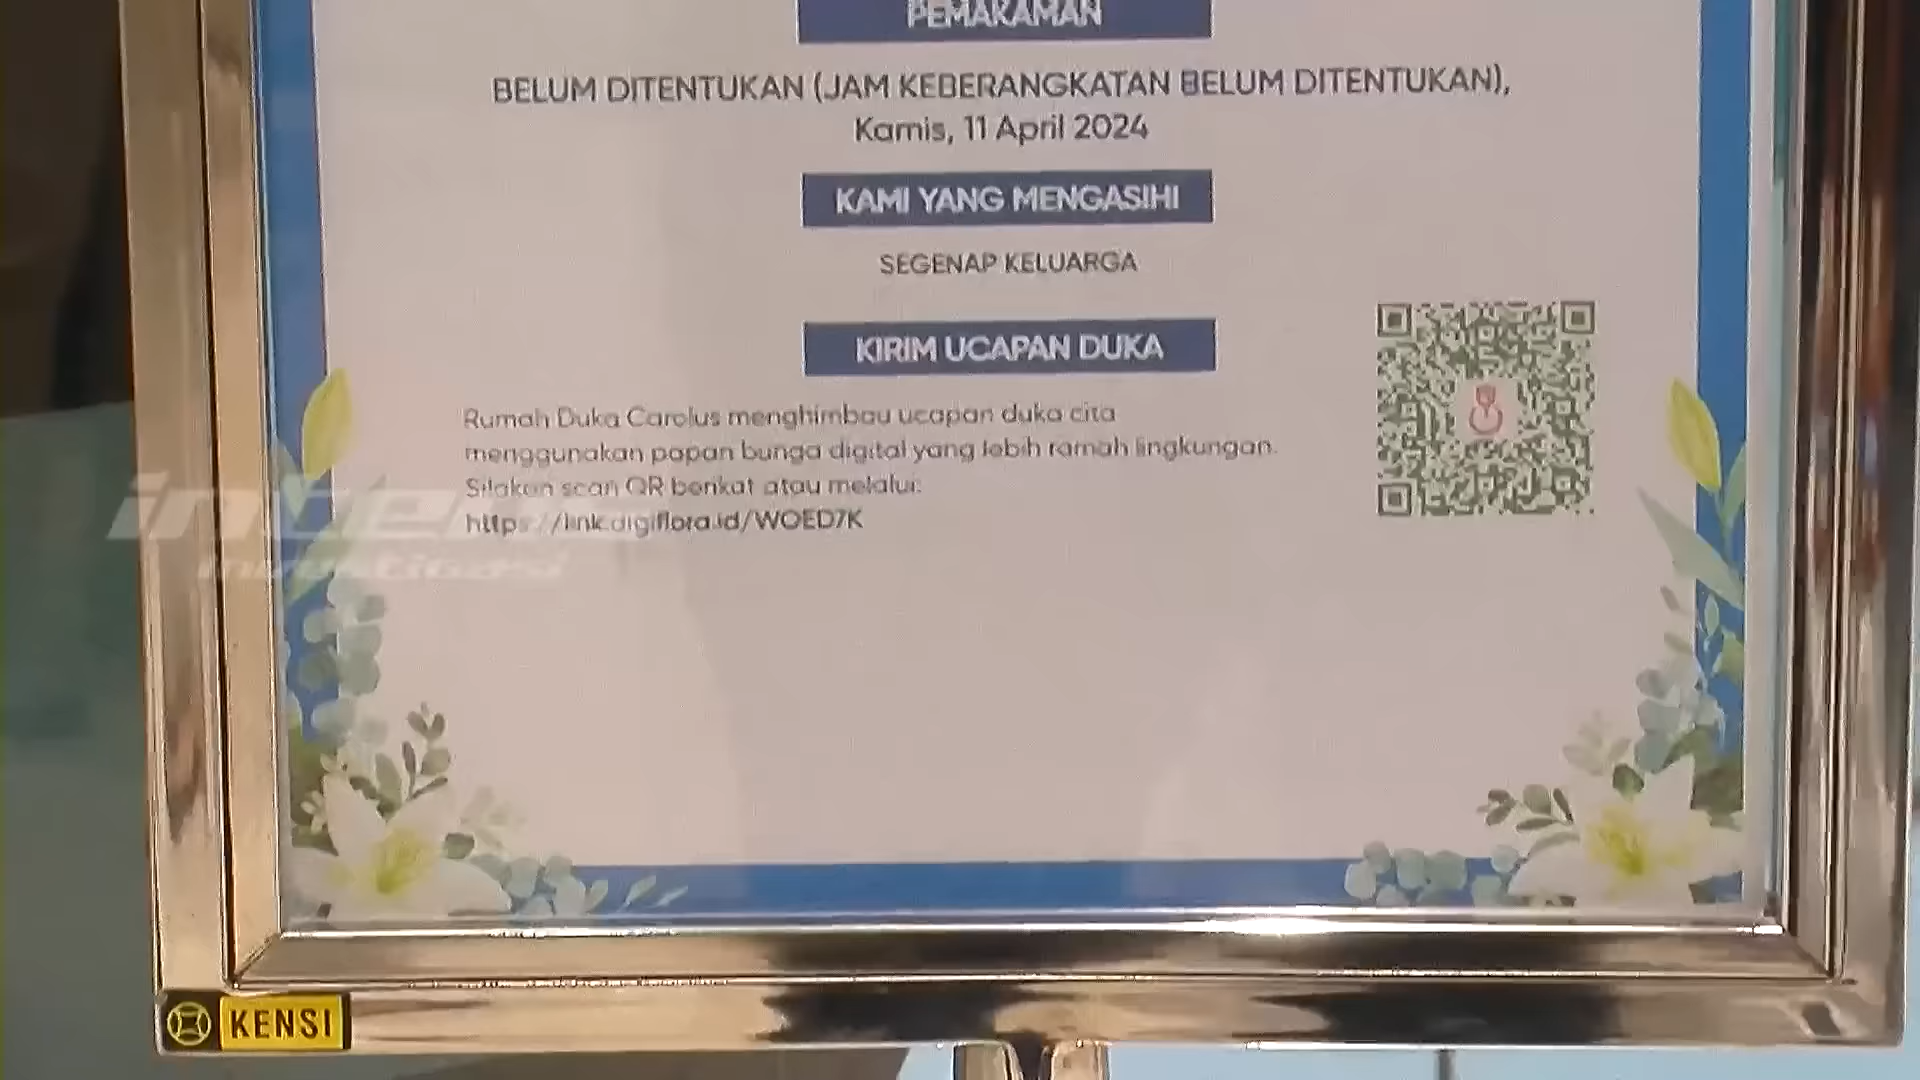 PEMAKAMAN
BELUM DITENTUKAN (JAM KEBERANGKATAN BELUM DITENTUKAN),
Kamis, 11 April 2024
KAMI YANG MENGASIHI
SEGENAP KELUARGA
KIRIM UCAPAN DUKA
Rumah Duka Carolus menghimbau ucapan duka cita
menggunakan papan bunga digital yang lebih ramah lingkungan.
Silakan scan QR berikut atau melalui:
https://link.digiflora.id/WOED7K
investigasi
KENSI